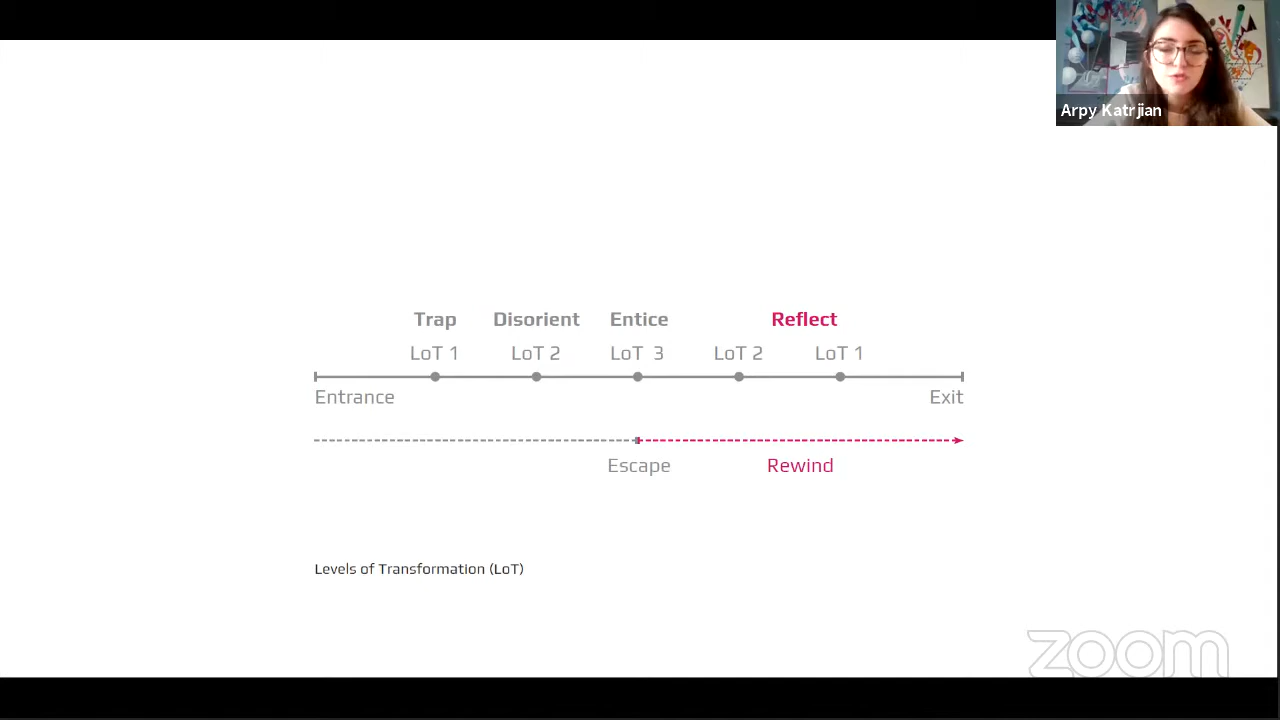 Arpy Katrjian
Trap Disorient Entice Reflect
LoT 1 LoT 2 LoT 3 LoT 2 LoT 1
Entrance Exit
Escape Rewind
Levels of Transformation (LoT)
zoom